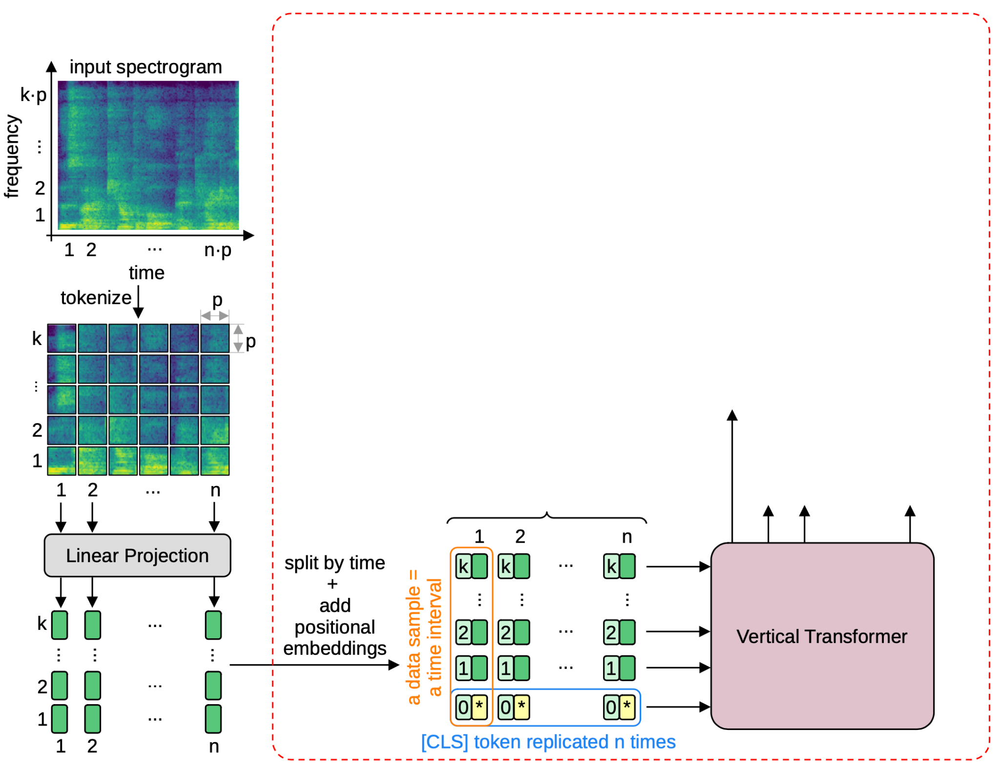 input spectrogram
k·p
⋮
2
1
frequency
1 2 ... n·p
time
tokenize
p
p
k
⋮
2
1
1 2 ... n
Linear Projection
k ...
⋮ ⋮ ⋮
2 ...
1 ...
1 2 n
split by time
+
add
positional
embeddings
a data sample =
a time interval
1 2 n
k k ... k
⋮ ⋮ ⋮
2 2 ... 2
1 1 ... 1
0 * 0 * 0 *
[CLS] token replicated n times
Vertical Transformer